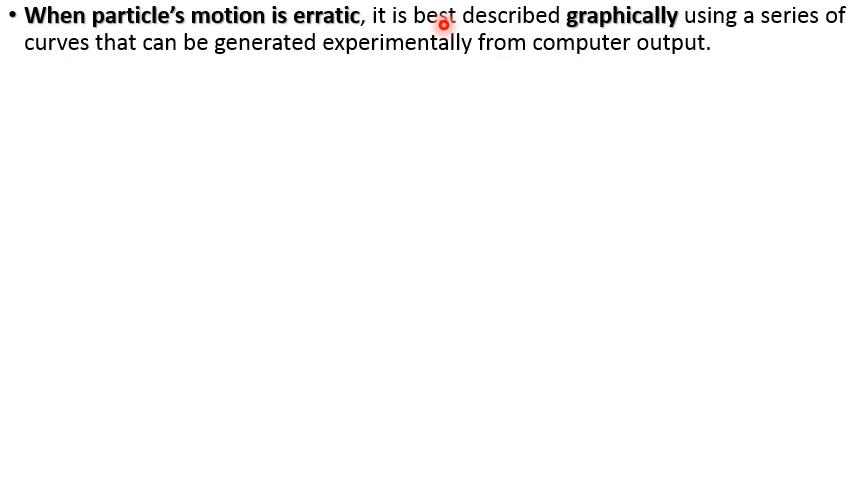 • When particle's motion is erratic, it is best described graphically using a series of
curves that can be generated experimentally from computer output.